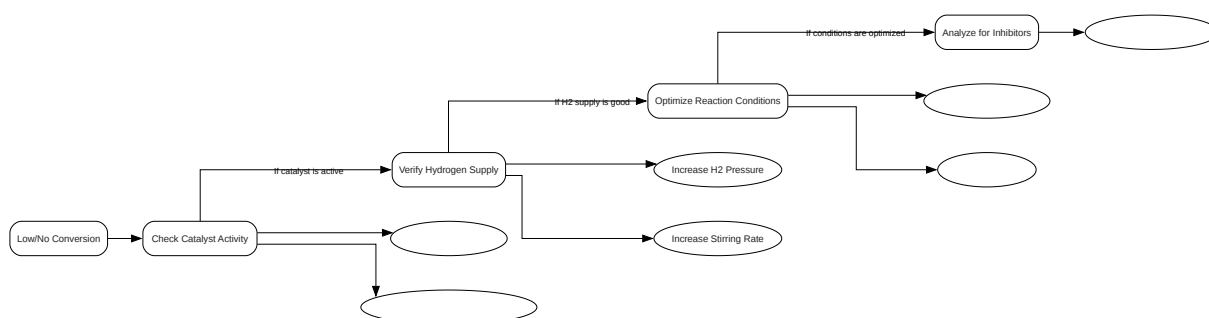 If conditions are optimized
Analyze for Inhibitors
If H2 supply is good
Optimize Reaction Conditions
If catalyst is active
Verify Hydrogen Supply
Increase H2 Pressure
Low/No Conversion
Check Catalyst Activity
Increase Stirring Rate